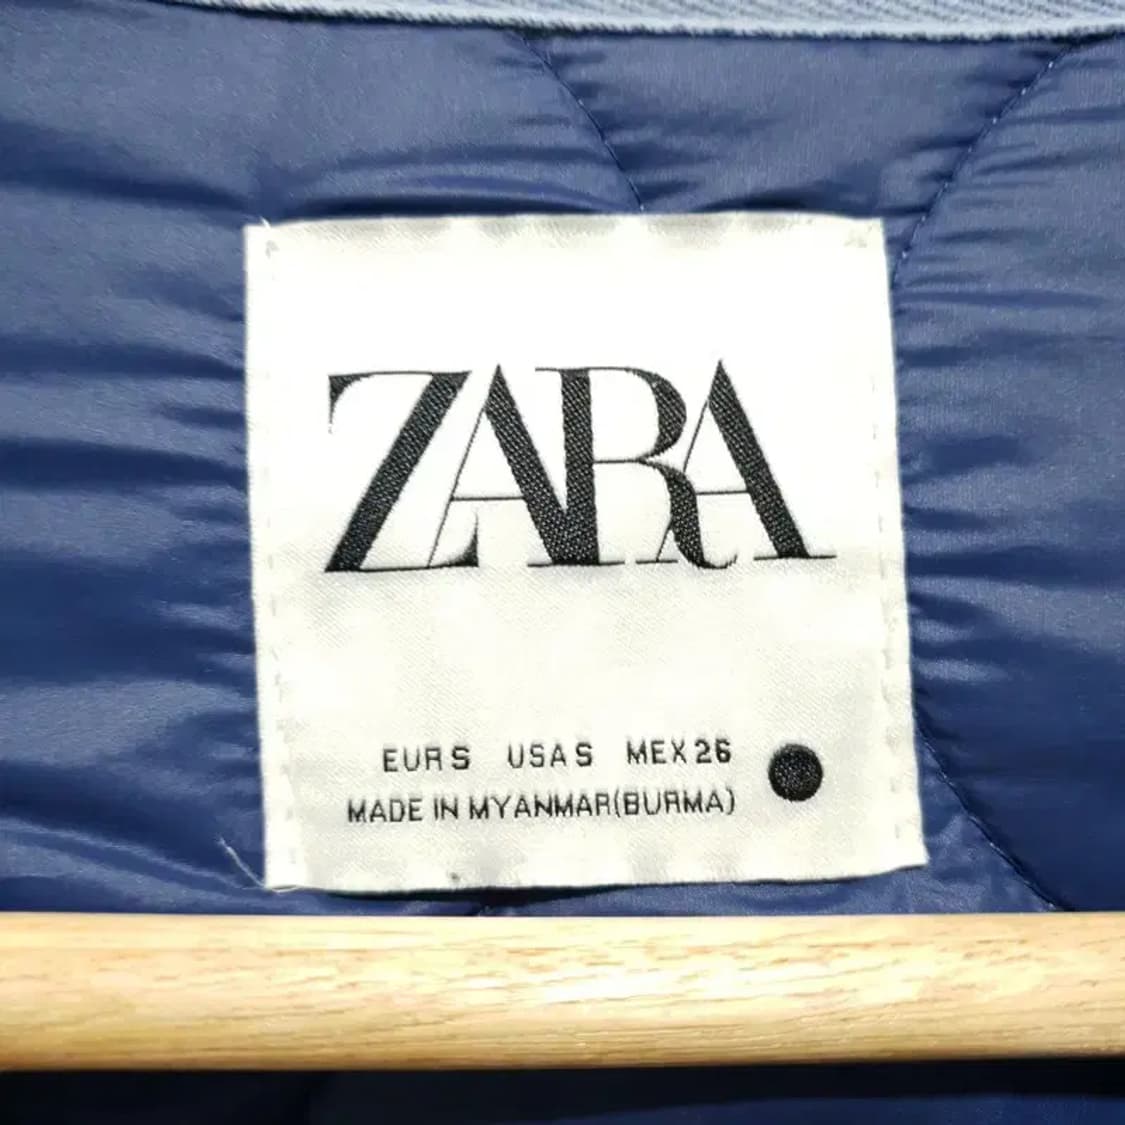 ZARA
EUR S USA S MEX 26
MADE IN MYANMAR(BURMA)